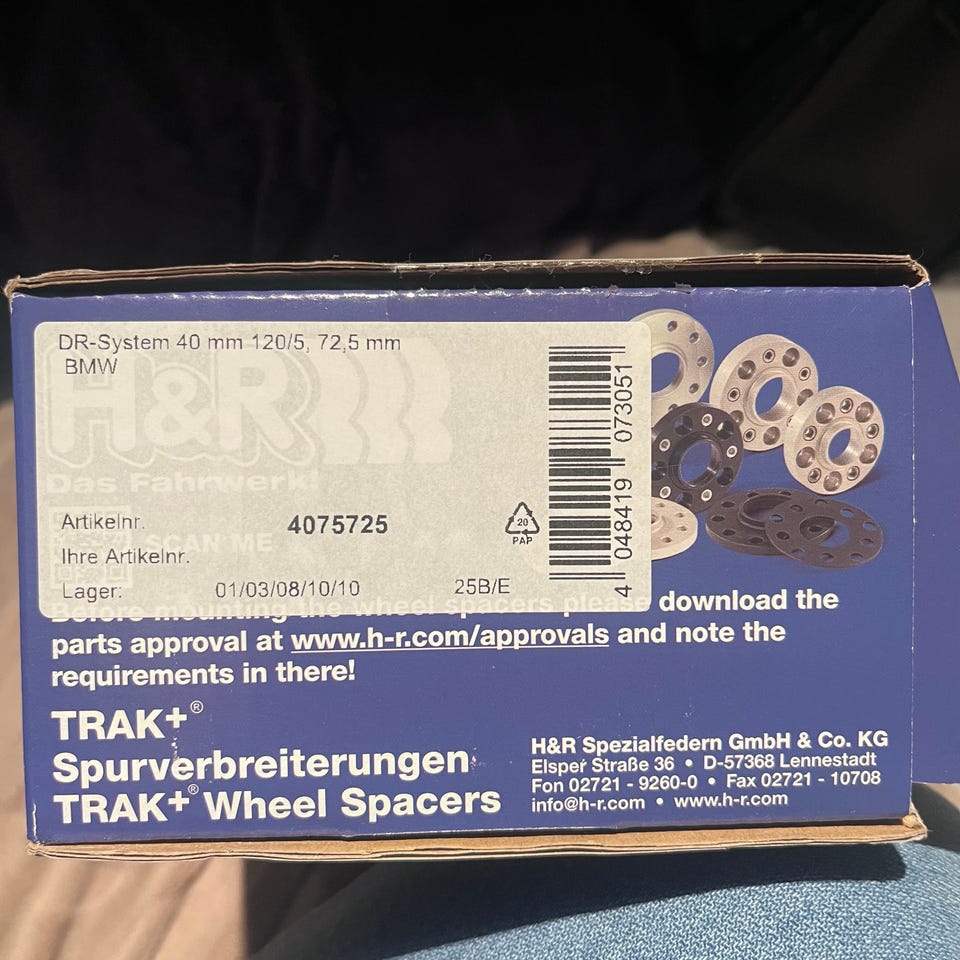 DR-System 40 mm 120/5, 72,5 mm
BMW
H&R
Das Fahrwerk.
Artikelnr. 4075725
SCAN ME
Ihre Artikelnr.
Lager: 01/03/08/10/10 25B/E
20
PAP
4 048419 073051
Before mounting the wheel spacers please download the
parts approval at www.h-r.com/approvals and note the
requirements in there!
TRAK+®
Spurverbreiterungen
TRAK+® Wheel Spacers
H&R Spezialfedern GmbH & Co. KG
Elsper Straße 36 • D-57368 Lennestadt
Fon 02721 - 9260-0 • Fax 02721 - 10708
info@h-r.com • www.h-r.com